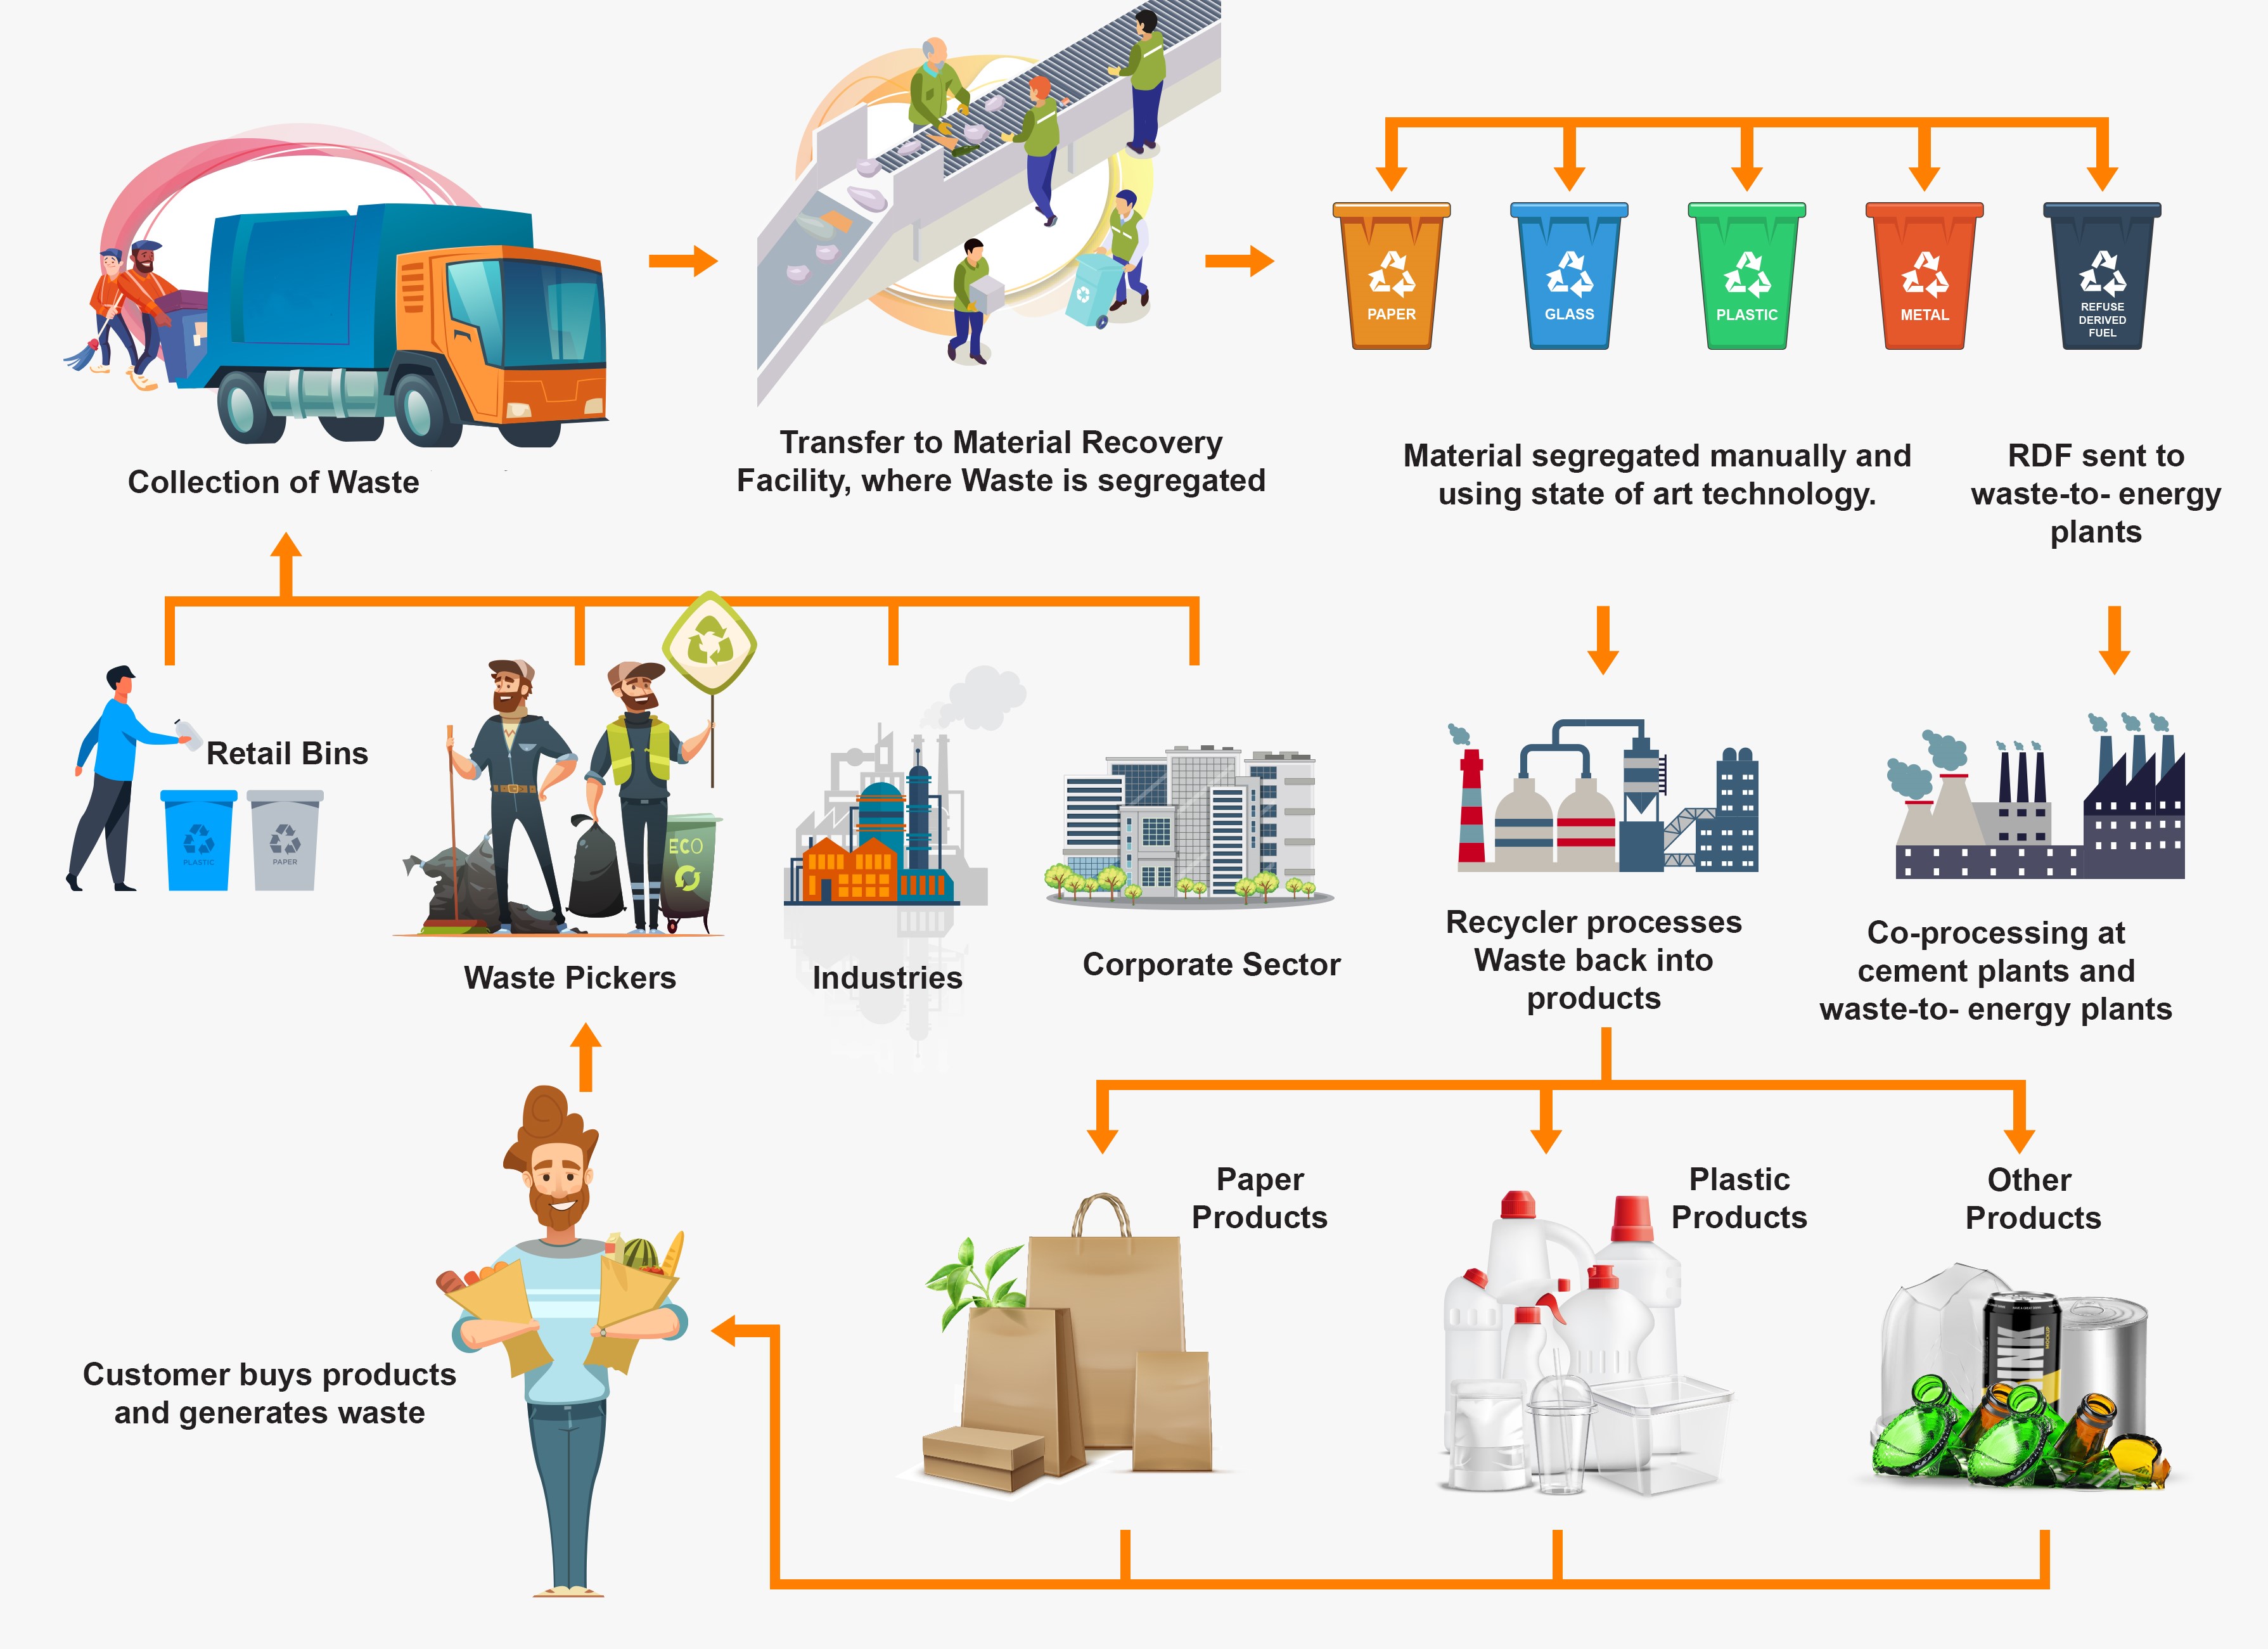 PAPER
GLASS
PLASTIC
METAL
REFUSE
DERIVED
FUEL
Collection of Waste
Transfer to Material Recovery
Facility, where Waste is segregated
Material segregated manually and
using state of art technology.
RDF sent to
waste-to- energy
plants
Retail Bins
PLASTIC
PAPER
ECO
Waste Pickers
Industries
Corporate Sector
Recycler processes
Waste back into
products
Co-processing at
cement plants and
waste-to- energy plants
Customer buys products
and generates waste
Paper
Products
Plastic
Products
Other
Products
MOCKUP